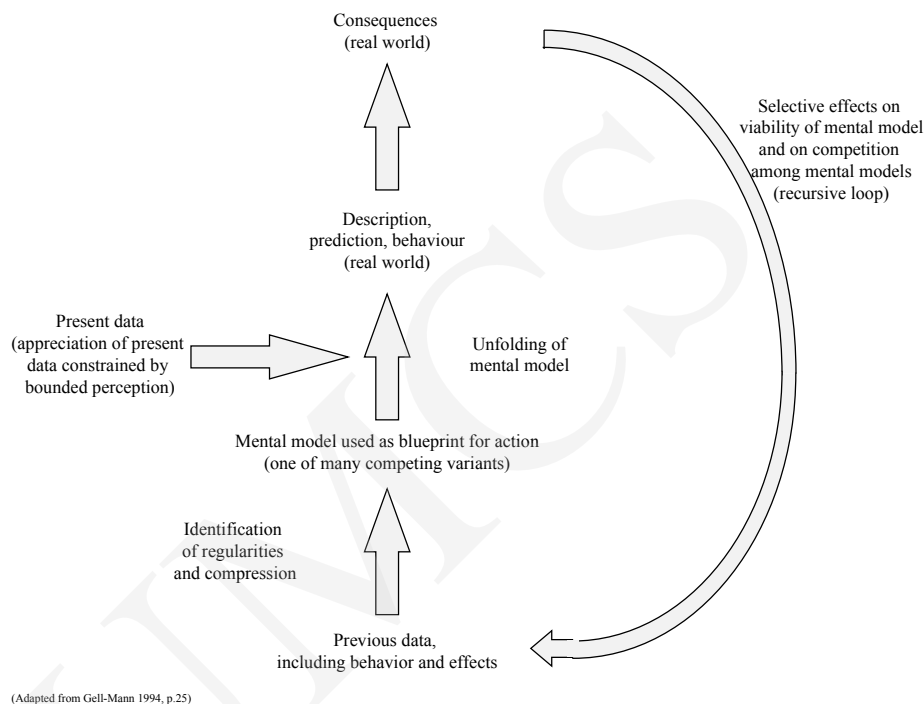 Consequences
(real world)
Selective effects on
viability of mental model
and on competition
among mental models
(recursive loop)
Description,
prediction, behaviour
(real world)
Present data
(appreciation of present
data constrained by
bounded perception)
Unfolding of
mental model
Mental model used as blueprint for action
(one of many competing variants)
Identification
of regularities
and compression
Previous data,
including behavior and effects
(Adapted from Gell-Mann 1994, p.25)
UMCS